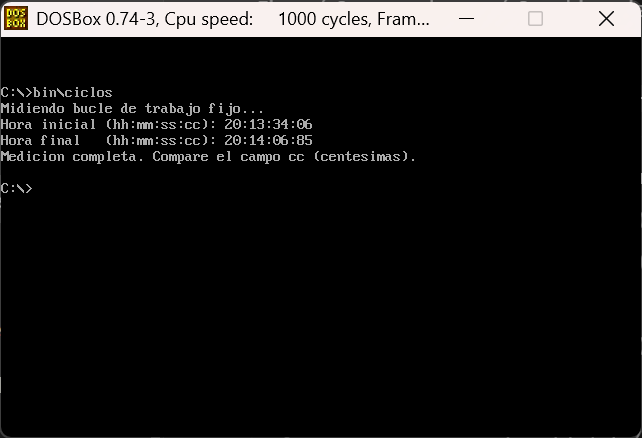 DOS BOX
DOSBox 0.74-3, Cpu speed: 1000 cycles, Fram...
C:\>bin\ciclos
Midiendo bucle de trabajo fijo...
Hora inicial (hh:mm:ss:cc): 20:13:34:06
Hora final   (hh:mm:ss:cc): 20:14:06:85
Medicion completa. Compare el campo cc (centesimas).
C:\>